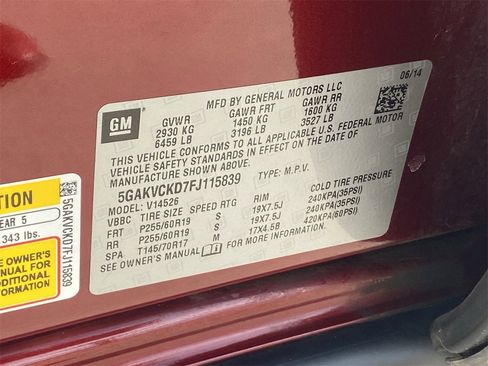 MFD BY GENERAL MOTORS LLC
06/14
GM
GVWR GAWR FRT GAWR RR
2930 KG 1450 KG 1600 KG
6459 LB 3196 LB 3527 LB
THIS VEHICLE CONFORMS TO ALL APPLICABLE U.S. FEDERAL MOTOR
VEHICLE SAFETY STANDARDS IN EFFECT ON THE DATE OF
MANUFACTURE SHOWN ABOVE.
5GAKVCKD7FJ115839 TYPE: M.P.V.
MODEL: V14526
VBBC TIRE SIZE SPEED RTG RIM COLD TIRE PRESSURE
FRT P255/60R19 S 19X7.5J 240KPA(35PSI)
RR P255/60R19 S 19X7.5J 240KPA(35PSI)
SPA T145/70R17 M 17X4.5B 420KPA(60PSI)
SEE OWNER'S MANUAL FOR MORE INFORMATION
EAR 5
343 lbs.
EE OWNER'S
ANUAL FOR
DDITIONAL
FORMATION
5GAKVCKD7FJ115839